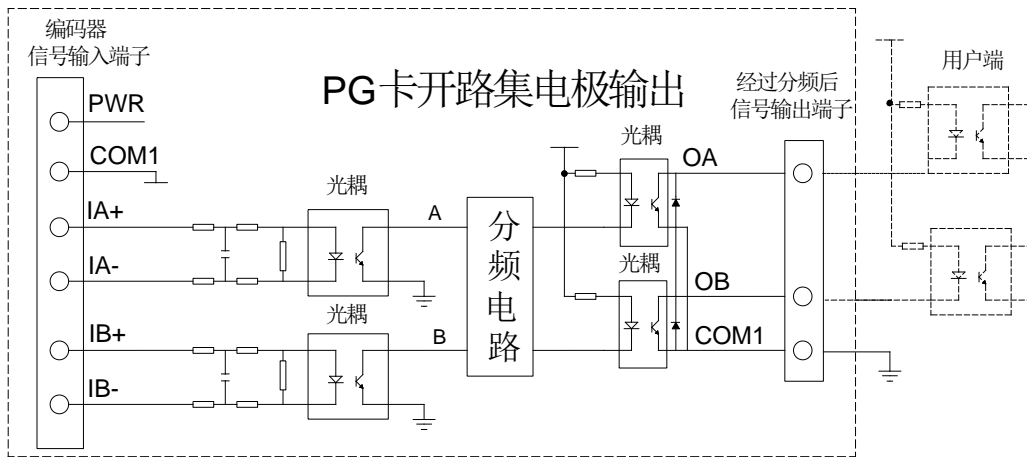 编码器
信号输入端子
PG卡开路集电极输出
经过分频后
信号输出端子
用户端
PWR
COM1
IA+
IA-
IB+
IB-
光耦
光耦
A
B
分频电路
光耦
光耦
OA
OB
COM1